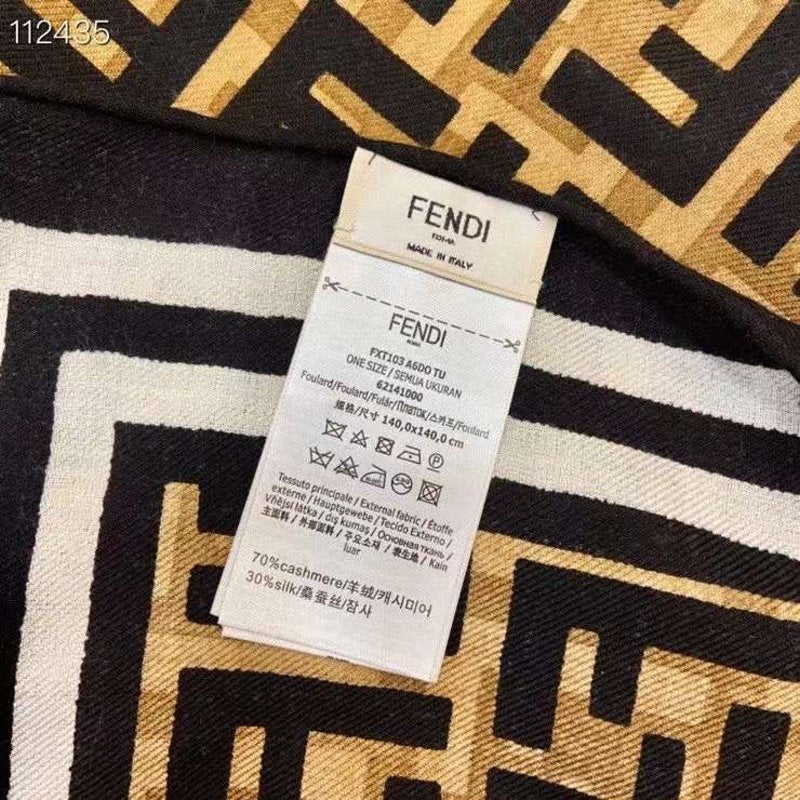 112435
FENDI
ROMA
MADE IN ITALY
FENDI
ROMA
FXT103 A6DO TU
ONE SIZE / SEMUA UKURAN
62141000
Foulard/Foulard/Fulár/Платок/스카프/Foulard
规格/尺寸 140,0x140,0 cm
P
Tessuto principale / External fabric / Étoffe
externe / Hauptgewebe / Tecido Externo /
Vnější látka / dış kumaş / Основная ткань /
主面料 / 外部面料 / 주요소재 / 表生地 / Kain
luar
70%cashmere/羊绒/캐시미어
30%silk/桑蚕丝/잠사